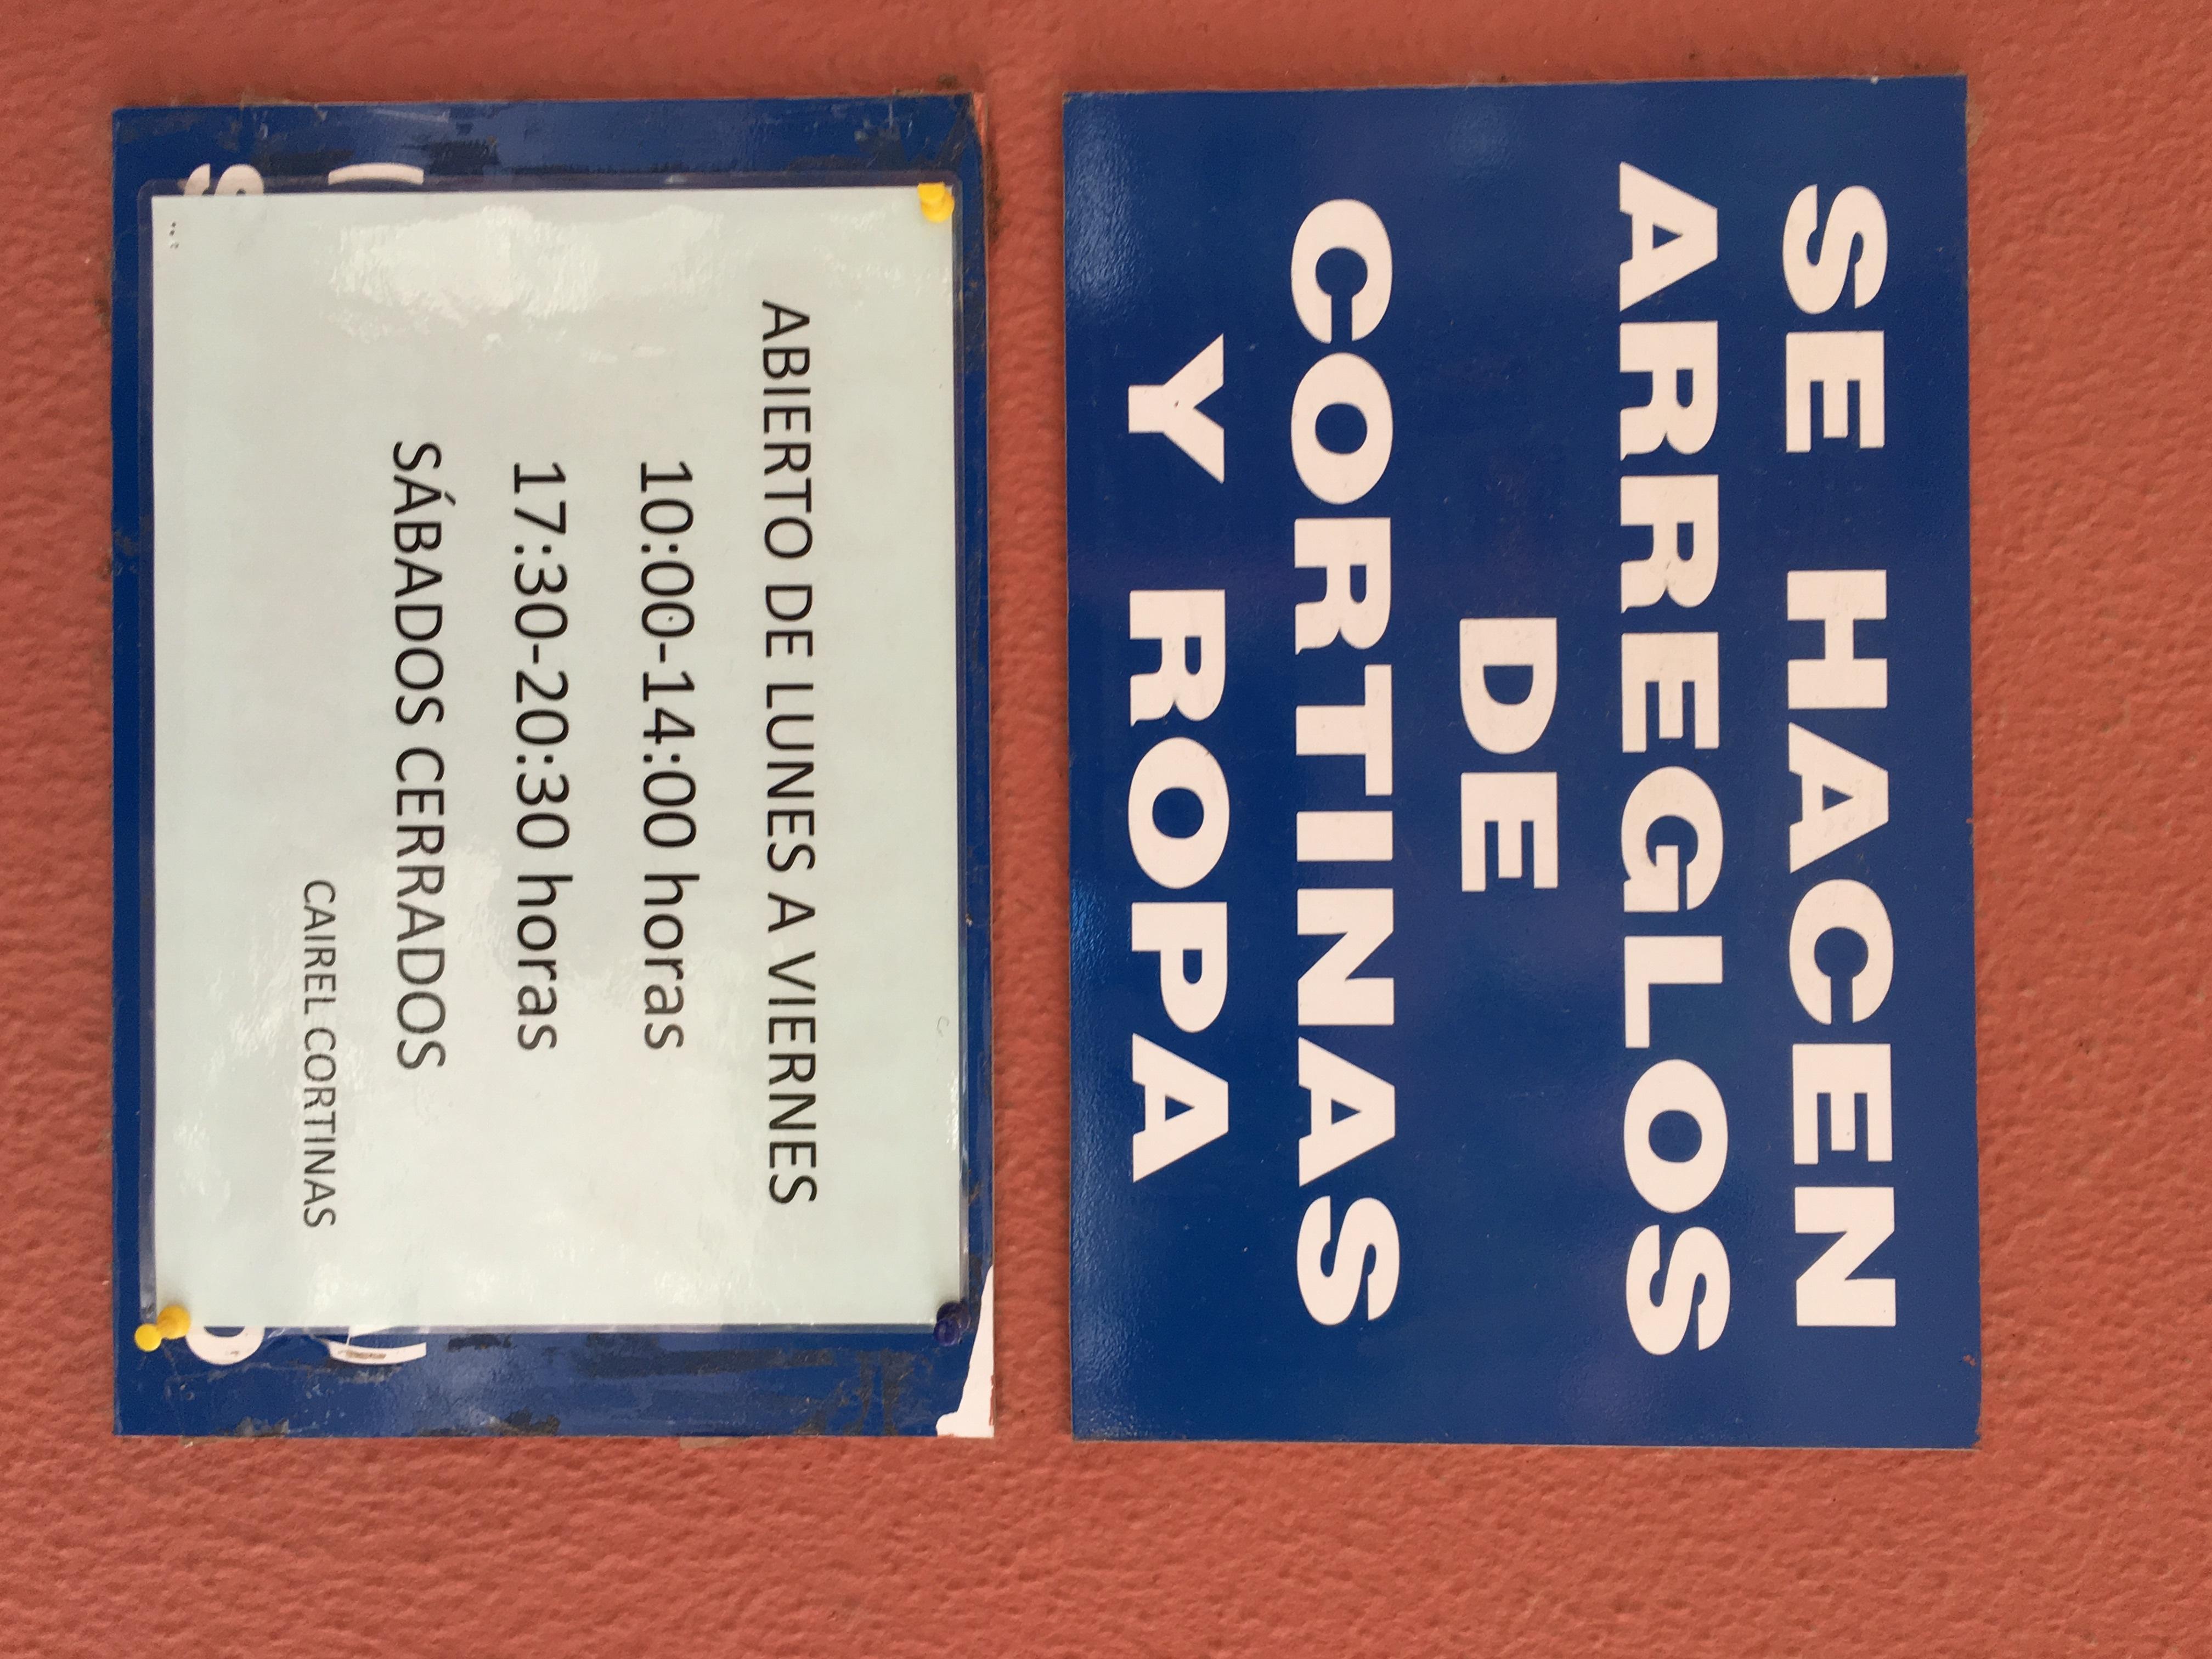 SE HACEN
ARREGLOS
DE
CORTINAS
Y ROPA
ABIERTO DE LUNES A VIERNES
10:00-14:00 horas
17:30-20:30 horas
SÁBADOS CERRADOS
CAIREL CORTINAS